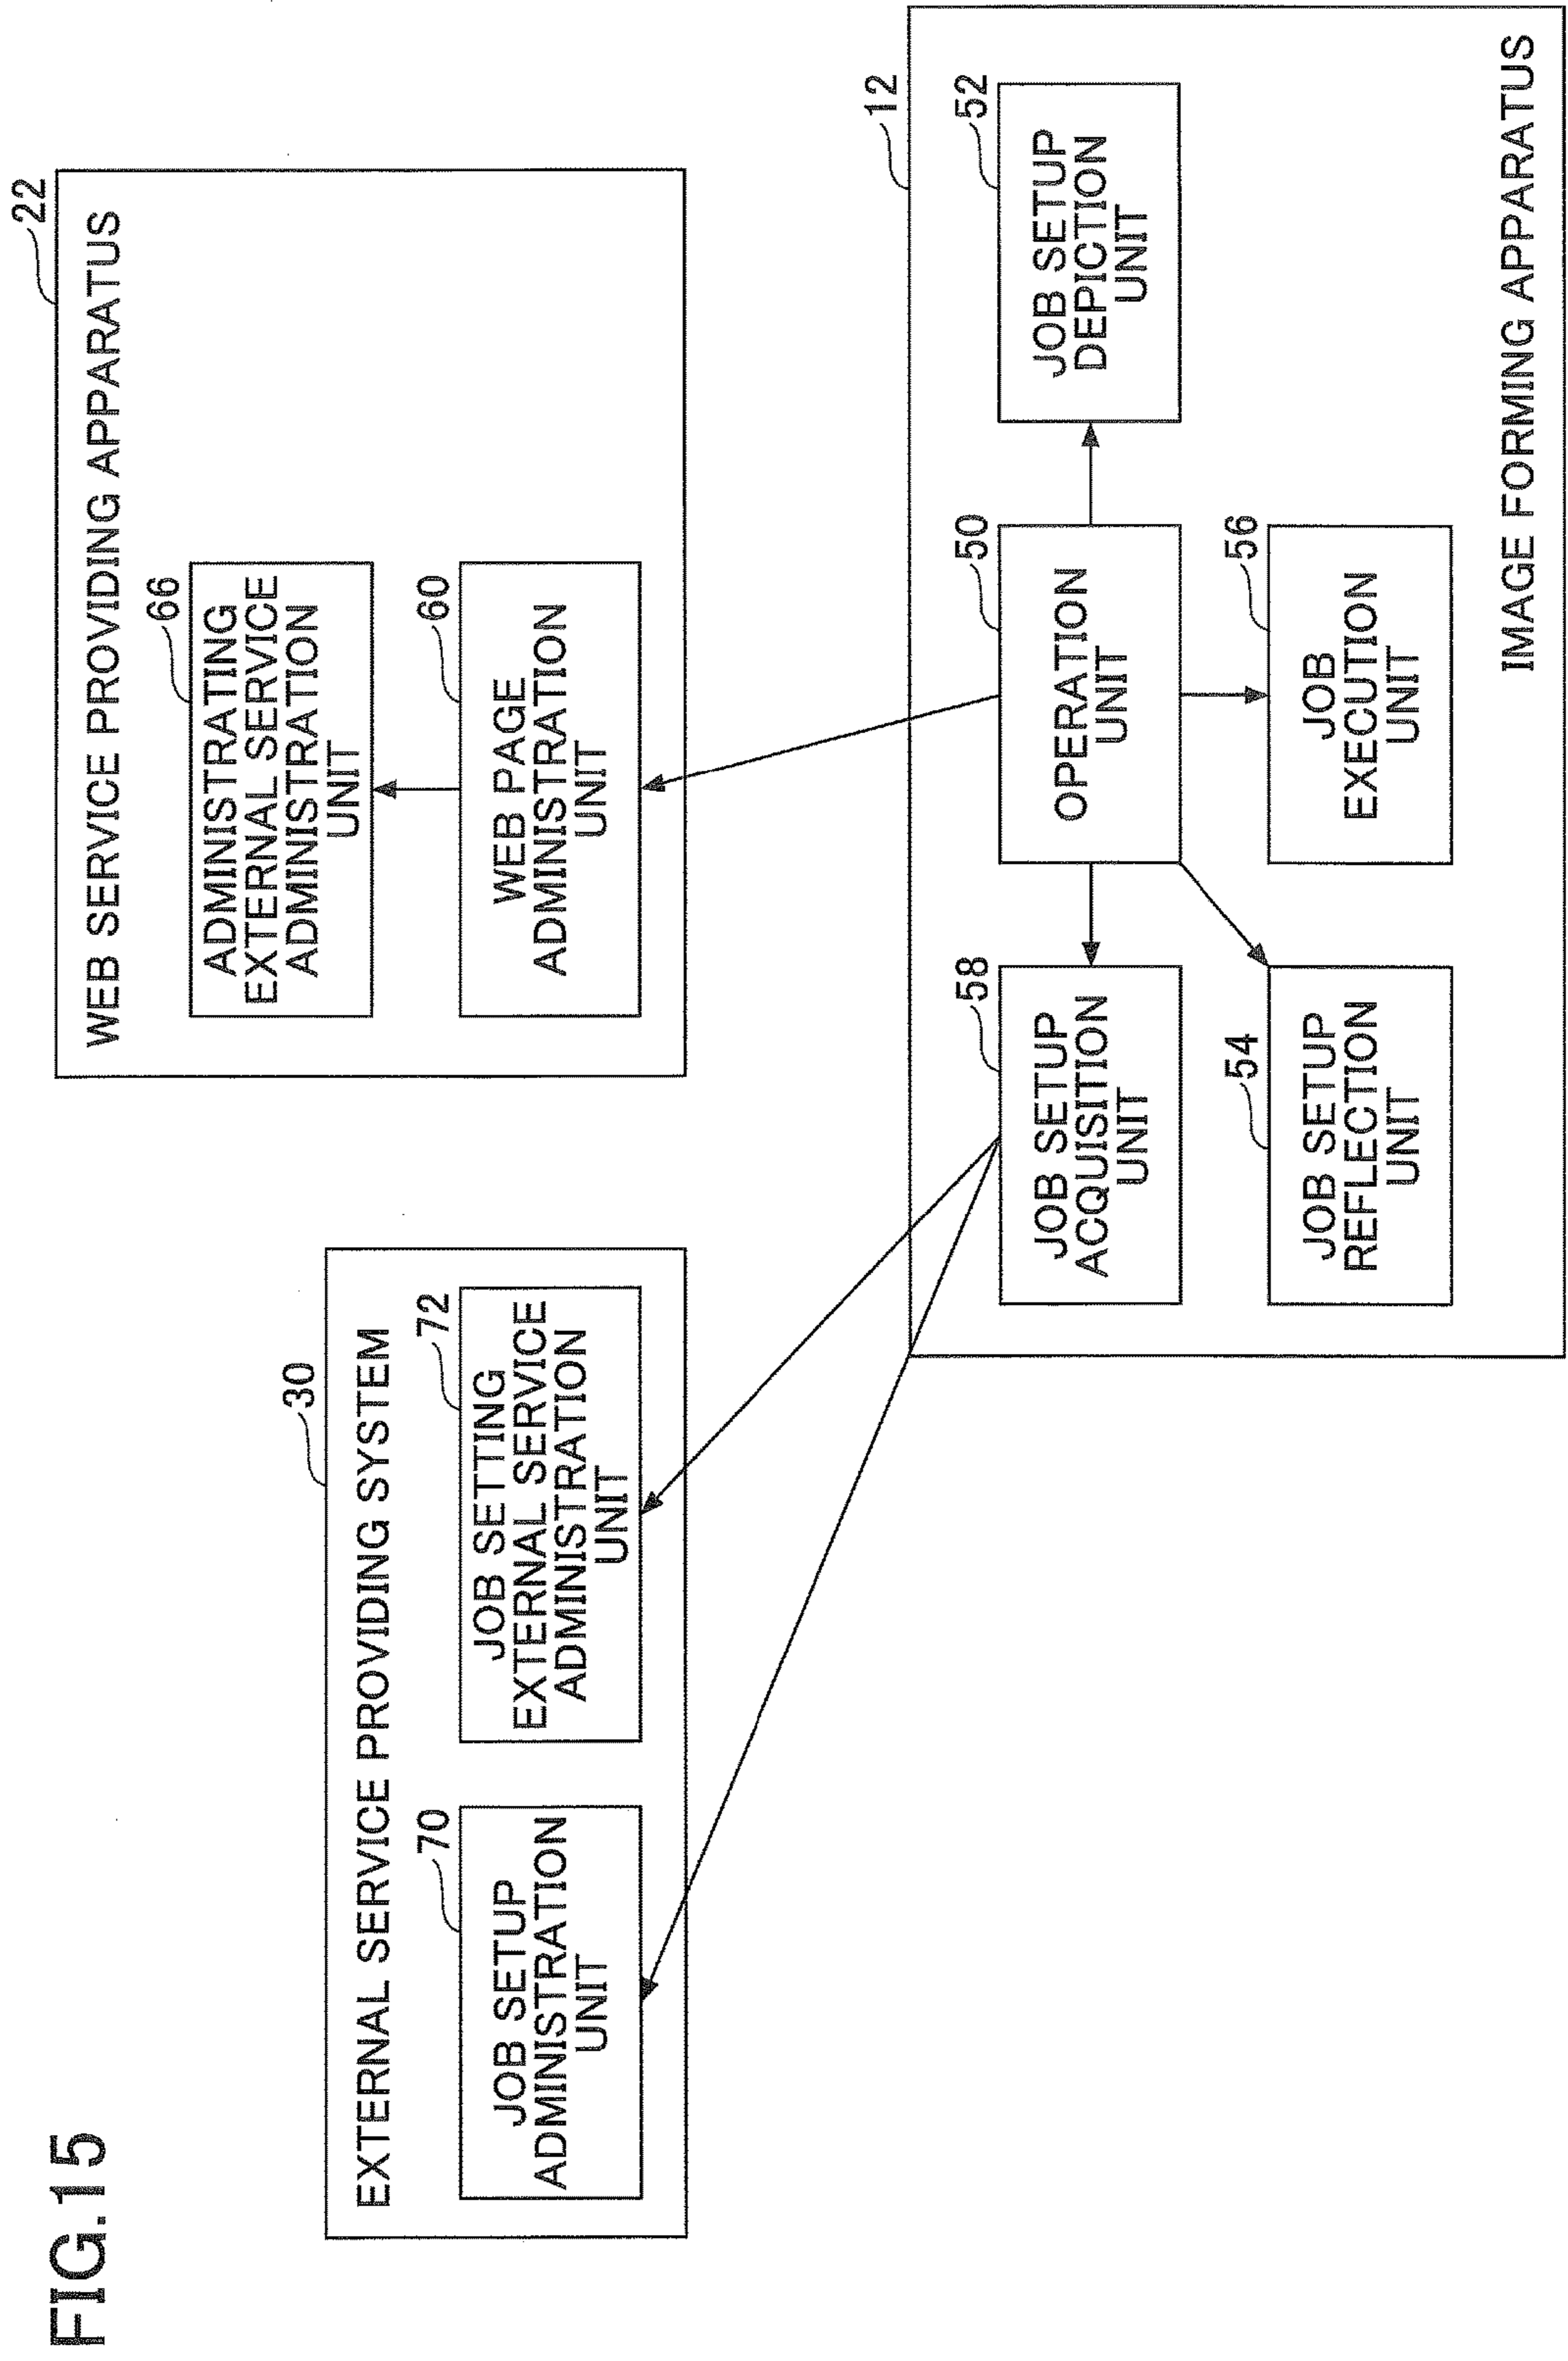 FIG.15
30
EXTERNAL SERVICE PROVIDING SYSTEM
70
JOB SETUP
ADMINISTRATION
UNIT
72
JOB SETTING
EXTERNAL SERVICE
ADMINISTRATION
UNIT
22
WEB SERVICE PROVIDING APPARATUS
66
ADMINISTRATING
EXTERNAL SERVICE
ADMINISTRATION
UNIT
60
WEB PAGE
ADMINISTRATION
UNIT
12
58
JOB SETUP
ACQUISITION
UNIT
50
OPERATION
UNIT
52
JOB SETUP
DEPICTION
UNIT
54
JOB SETUP
REFLECTION
UNIT
56
JOB
EXECUTION
UNIT
IMAGE FORMING APPARATUS